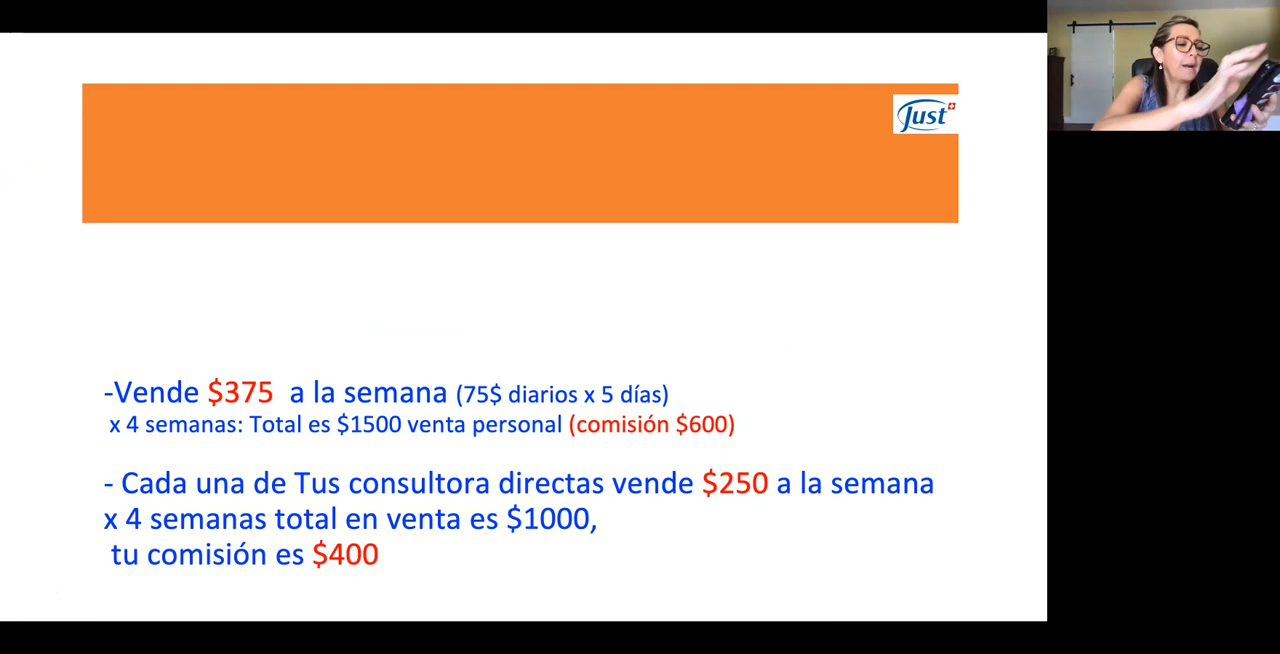 Just
-Vende $375 a la semana (75$ diarios x 5 días)
x 4 semanas: Total es $1500 venta personal (comisión $600)
- Cada una de Tus consultora directas vende $250 a la semana
x 4 semanas total en venta es $1000,
tu comisión es $400